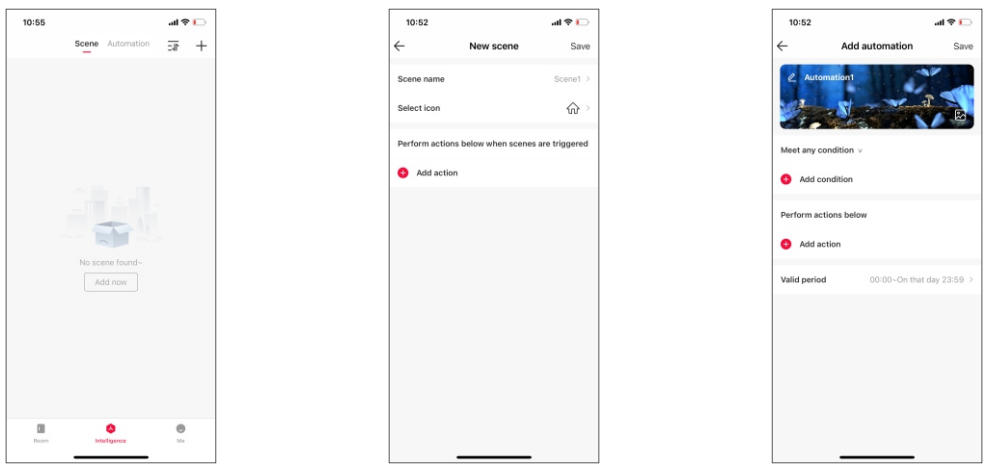 10:55
Scene Automation
No scene found~
Add now
Room Intelligence Me
10:52
New scene Save
Scene name Scene1
Select icon
Perform actions below when scenes are triggered
Add action
10:52
Add automation Save
Automation1
Meet any condition
Add condition
Perform actions below
Add action
Valid period 00:00~On that day 23:59